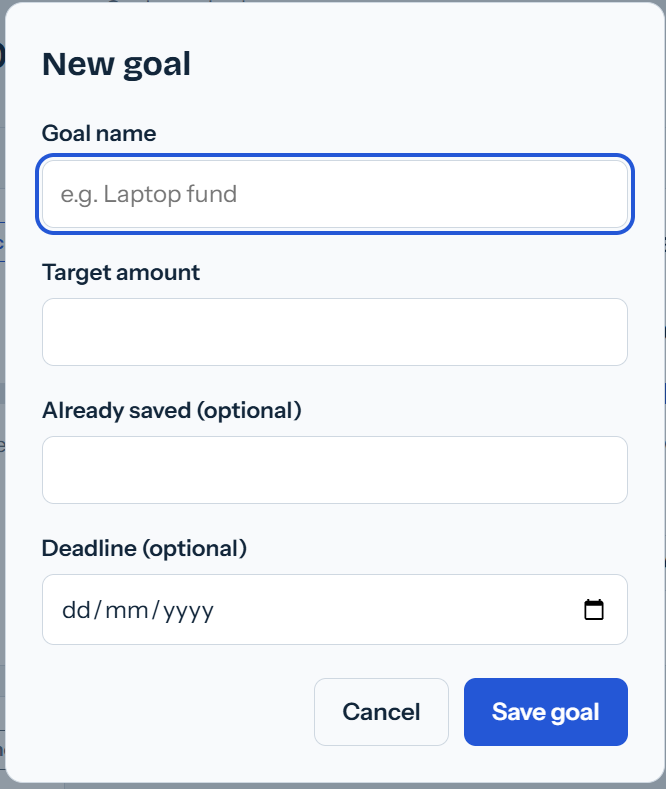 New goal
Goal name
e.g. Laptop fund
Target amount
Already saved (optional)
Deadline (optional)
dd/mm/yyyy
Cancel Save goal